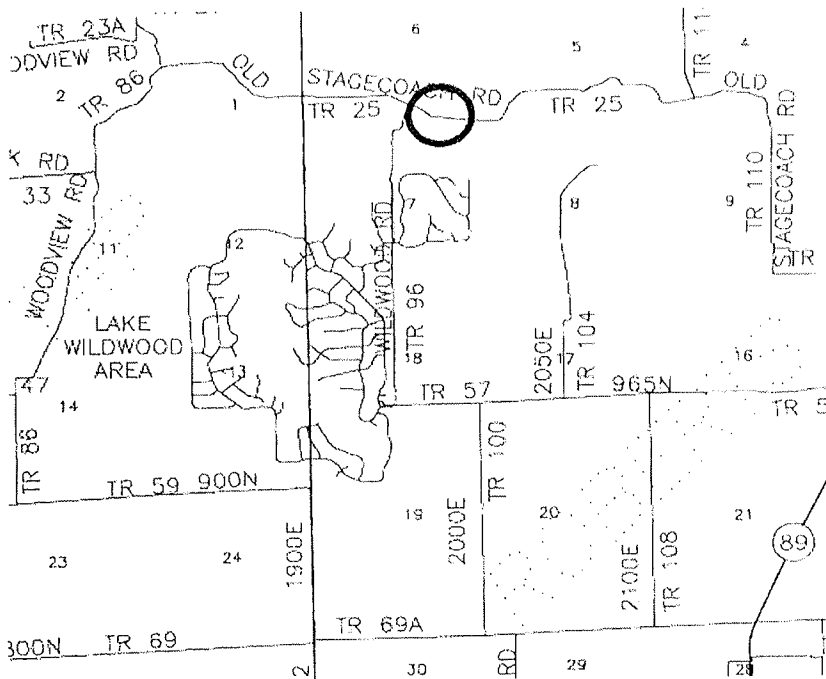 TR 23A
ODVIEW RD
TR 86
OLD
STAGECOACH RD
TR 25
TR 25
OLD
TR 11
6
5
4
2
1
K RD
33
WOODVIEW RD
11
12
7
8
9
TR 110
STAGECOACH RD
TR
WILDWOOD RD
TR 96
LAKE
WILDWOOD
AREA
13
18
17
16
2050E
TR 104
47
14
TR 86
TR 57
965N
TR 5
TR 59 900N
TR 100
2000E
19
20
21
23
24
1900E
2100E
TR 108
89
800N
TR 69
TR 69A
2
30
RD
29
28